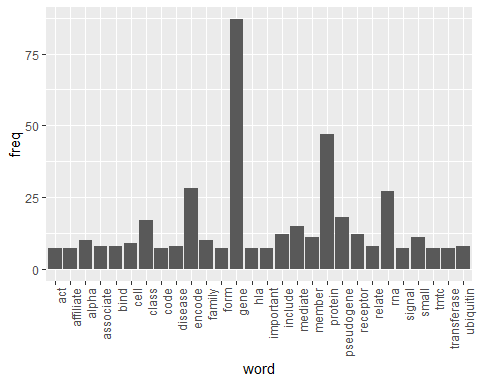 75
50
25
0
freq
act
affiliate
alpha
associate
bind
cell
class
code
disease
encode
family
form
gene
hla
important
include
mediate
member
protein
pseudogene
receptor
relate
rna
signal
small
tmtc
transferase
ubiquitin
word